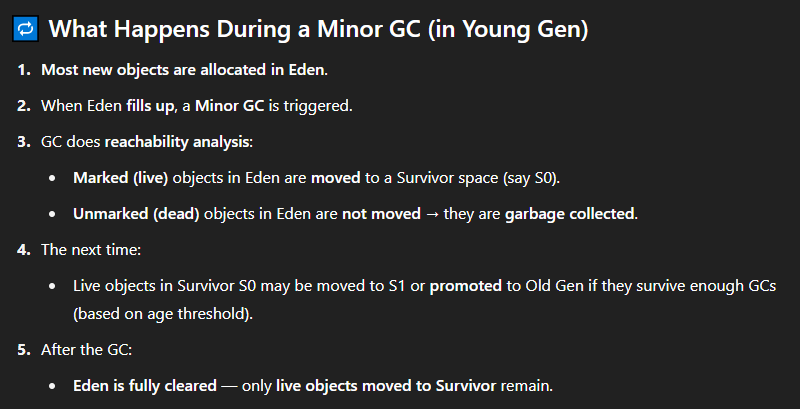 What Happens During a Minor GC (in Young Gen)
1. Most new objects are allocated in Eden.
2. When Eden fills up, a Minor GC is triggered.
3. GC does reachability analysis:
• Marked (live) objects in Eden are moved to a Survivor space (say S0).
• Unmarked (dead) objects in Eden are not moved → they are garbage collected.
4. The next time:
• Live objects in Survivor S0 may be moved to S1 or promoted to Old Gen if they survive enough GCs
(based on age threshold).
5. After the GC:
• Eden is fully cleared — only live objects moved to Survivor remain.